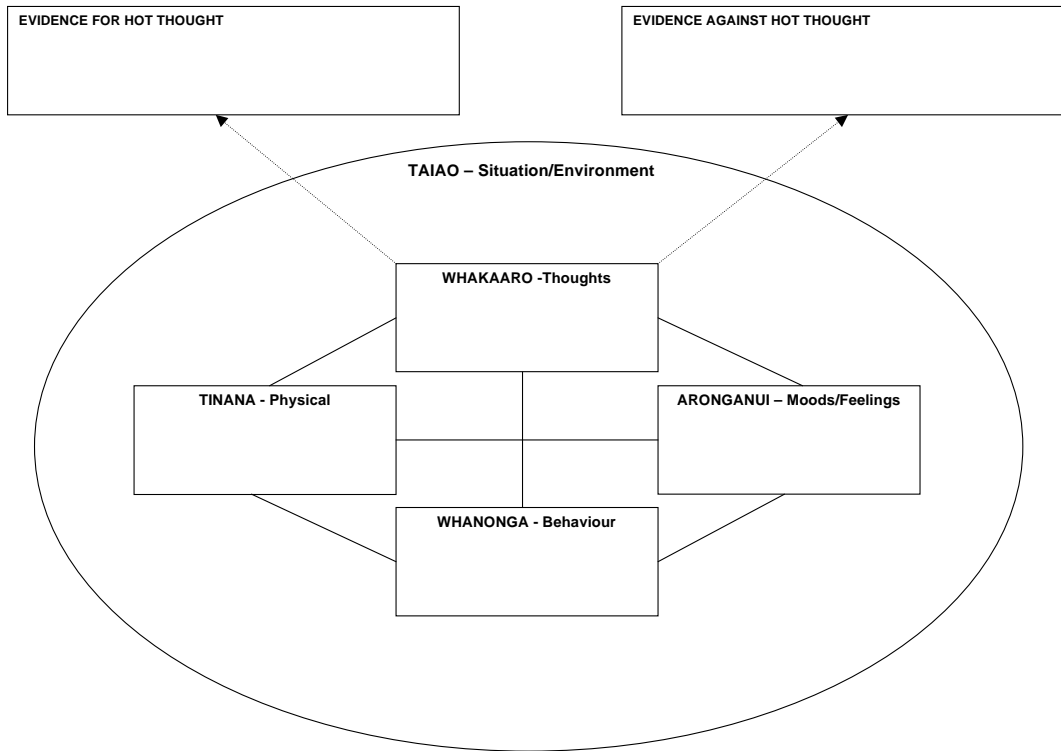 EVIDENCE FOR HOT THOUGHT
EVIDENCE AGAINST HOT THOUGHT
TAIAO – Situation/Environment
WHAKAARO -Thoughts
TINANA - Physical
ARONGANUI – Moods/Feelings
WHANONGA - Behaviour